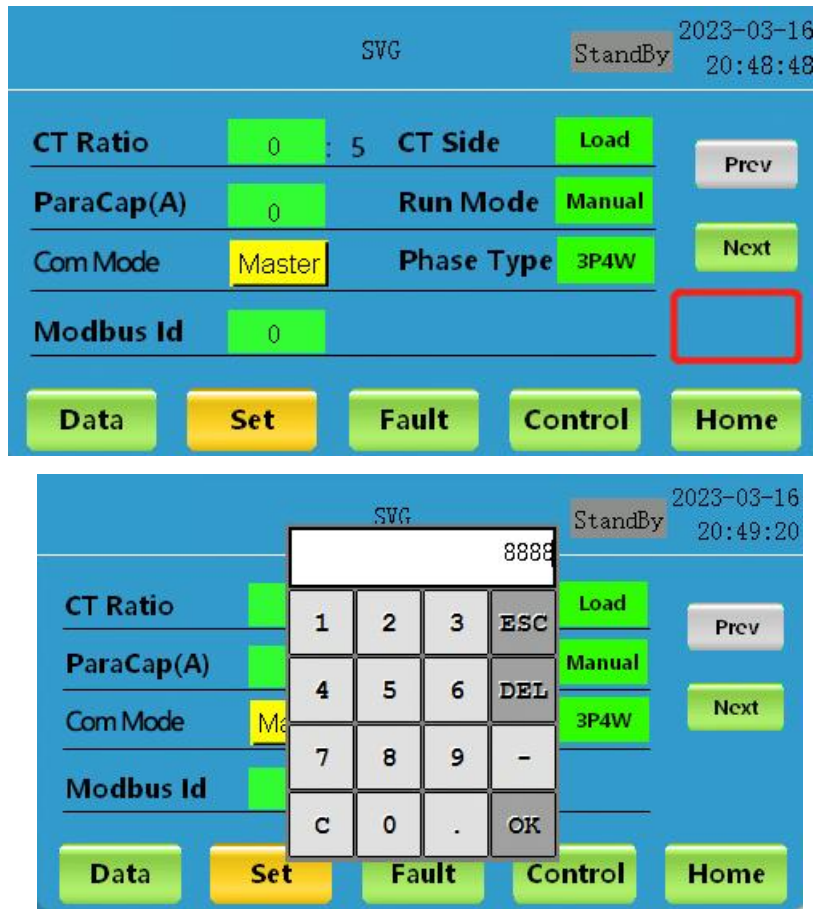 SVG StandBy 2023-03-16
20:48:48
CT Ratio 0 : 5 CT Side Load
Prev
ParaCap(A) 0 Run Mode Manual
Com Mode Master Phase Type 3P4W Next
Modbus Id 0
Data Set Fault Control Home
SVG StandBy 2023-03-16
20:49:20
8888
CT Ratio 1 2 3 ESC Load
Prev
ParaCap(A) 4 5 6 DEL Manual
Com Mode Ma 3P4W Next
7 8 9 -
Modbus Id
C 0 . OK
Data Set Fault Control Home